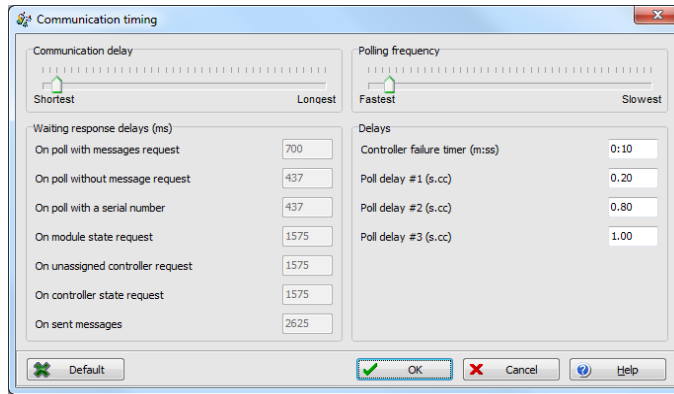 Communication timing
Communication delay
Shortest Longest
Polling frequency
Fastest Slowest
Waiting response delays (ms)
On poll with messages request 700
On poll without message request 437
On poll with a serial number 437
On module state request 1575
On unassigned controller request 1575
On controller state request 1575
On sent messages 2625
Delays
Controller failure timer (m:ss) 0:10
Poll delay #1 (s.cc) 0.20
Poll delay #2 (s.cc) 0.80
Poll delay #3 (s.cc) 1.00
Default OK Cancel Help